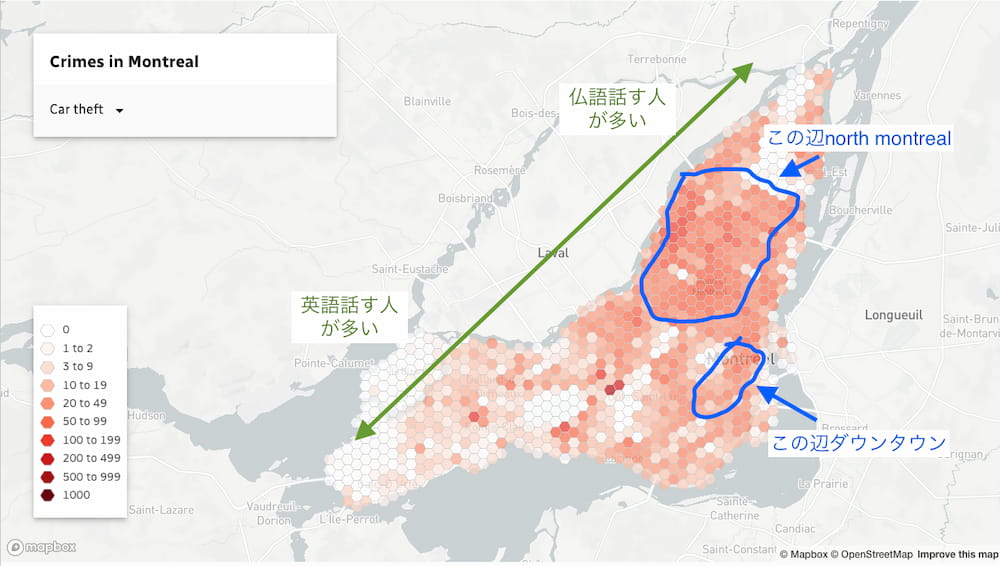 Crimes in Montreal
Car theft
仏語話す人
が多い
この辺north montreal
英語話す人
が多い
この辺ダウンタウン
Repentigny
Terrebonne
Varennes
Blainville
Bois-des-
Rosemère
Boisbriand
-Est
Boucherville
Sainte-Juli
Laval
Saint-Eustache
Longueuil
Saint-Brun
de-Montarvi
Montréal
Pointe-Calumet
Hudson
Brossard
La Prairie
Saint-Lazare
Vaudreuil-
Dorion
L'Île-Perrot
Sainte-
Catherine
Candiac
Saint-Constant
0
1 to 2
3 to 9
10 to 19
20 to 49
50 to 99
100 to 199
200 to 499
500 to 999
1000
mapbox
© Mapbox © OpenStreetMap Improve this map